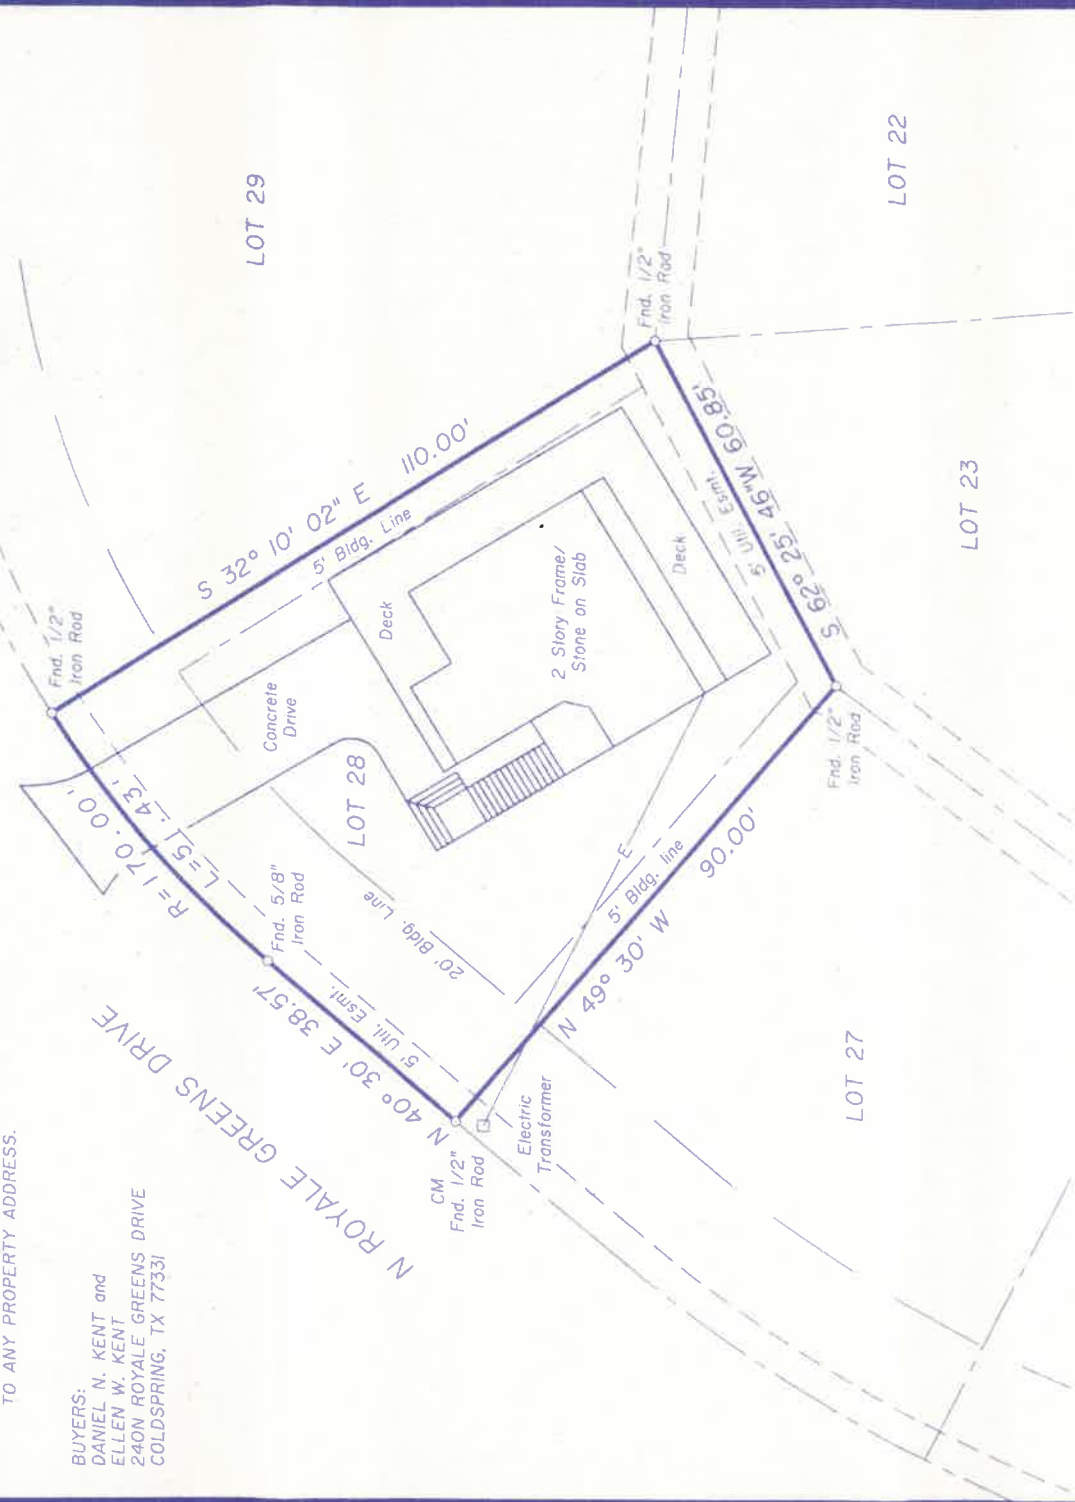 TO ANY PROPERTY ADDRESS.
BUYERS:
DANIEL N. KENT and
ELLEN W. KENT
240N ROYALE GREENS DRIVE
COLDSPRING, TX 77331
LOT 29
LOT 22
Fnd. 1/2"
Iron Rod
S 32° 10' 02" E 110.00'
5' Bldg. Line
Fnd. 1/2"
Iron Rod
S 62° 25' 46" W 60.85'
5' Util. Esmt.
LOT 23
Deck
2 Story Frame/
Stone on Slab
Deck
Concrete
Drive
LOT 28
R=170.00'
L=51.43'
Fnd. 5/8"
Iron Rod
20' Bldg. Line
N 40° 30' E 38.57'
5' Util. Esmt.
N ROYALE GREENS DRIVE
CM
Fnd. 1/2"
Iron Rod
Electric
Transformer
E
5' Bldg. line
N 49° 30' W 90.00'
Fnd. 1/2"
Iron Rod
LOT 27